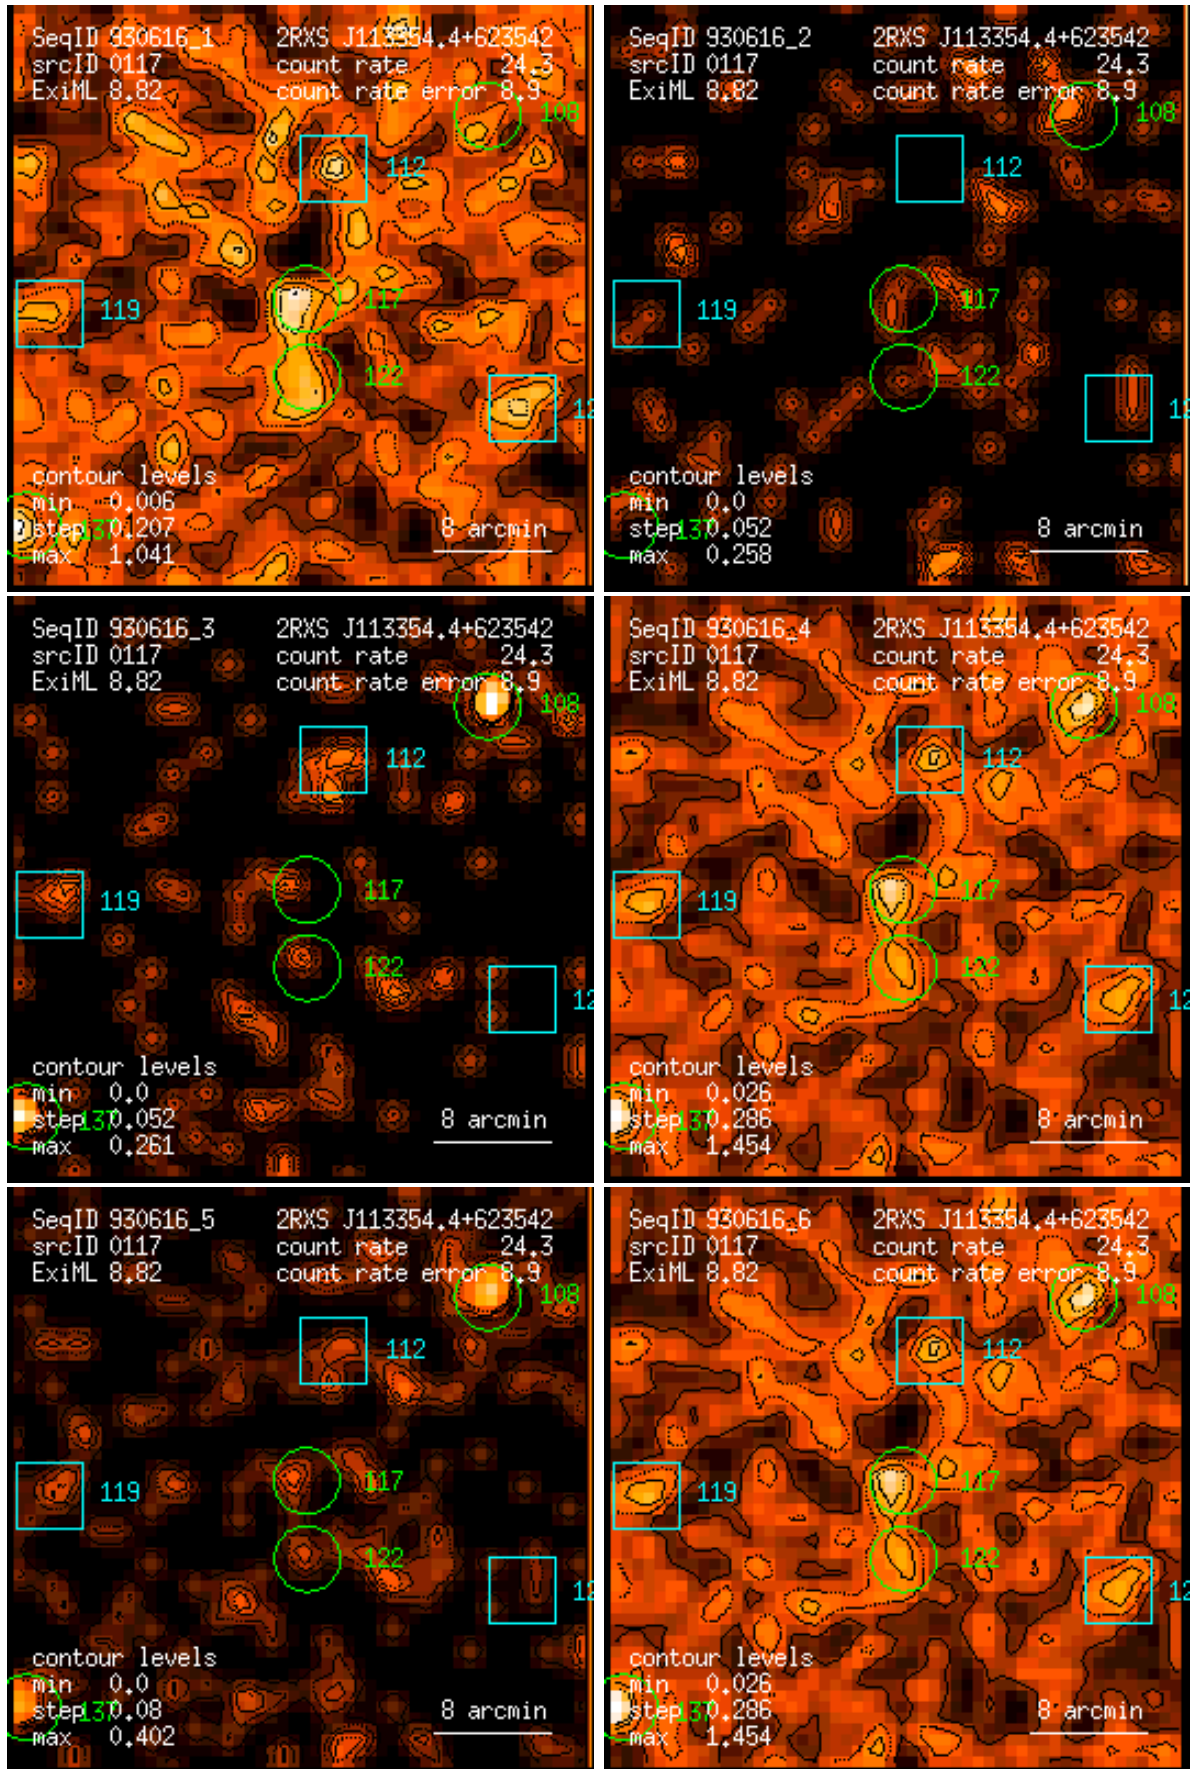 SeqID 930616_1 2RXS J113354.4+623542
srcID 0117 count rate 24.3
ExiML 8.82 count rate error 8.9
108
112
119
117
122
12
contour levels
min 0.006
step 0.207
137
max 1.041
8 arcmin
SeqID 930616_2 2RXS J113354.4+623542
srcID 0117 count rate 24.3
ExiML 8.82 count rate error 8.9
108
112
119
117
122
12
contour levels
min 0.0
step 0.052
137
max 0.258
8 arcmin
SeqID 930616_3 2RXS J113354.4+623542
srcID 0117 count rate 24.3
ExiML 8.82 count rate error 8.9
108
112
119
117
122
12
contour levels
min 0.0
step 0.052
137
max 0.261
8 arcmin
SeqID 930616_4 2RXS J113354.4+623542
srcID 0117 count rate 24.3
ExiML 8.82 count rate error 8.9
108
112
119
117
122
12
contour levels
min 0.026
step 0.286
137
max 1.454
8 arcmin
SeqID 930616_5 2RXS J113354.4+623542
srcID 0117 count rate 24.3
ExiML 8.82 count rate error 8.9
108
112
119
117
122
12
contour levels
min 0.0
step 0.08
137
max 0.402
8 arcmin
SeqID 930616_6 2RXS J113354.4+623542
srcID 0117 count rate 24.3
ExiML 8.82 count rate error 8.9
108
112
119
117
122
12
contour levels
min 0.026
step 0.286
137
max 1.454
8 arcmin